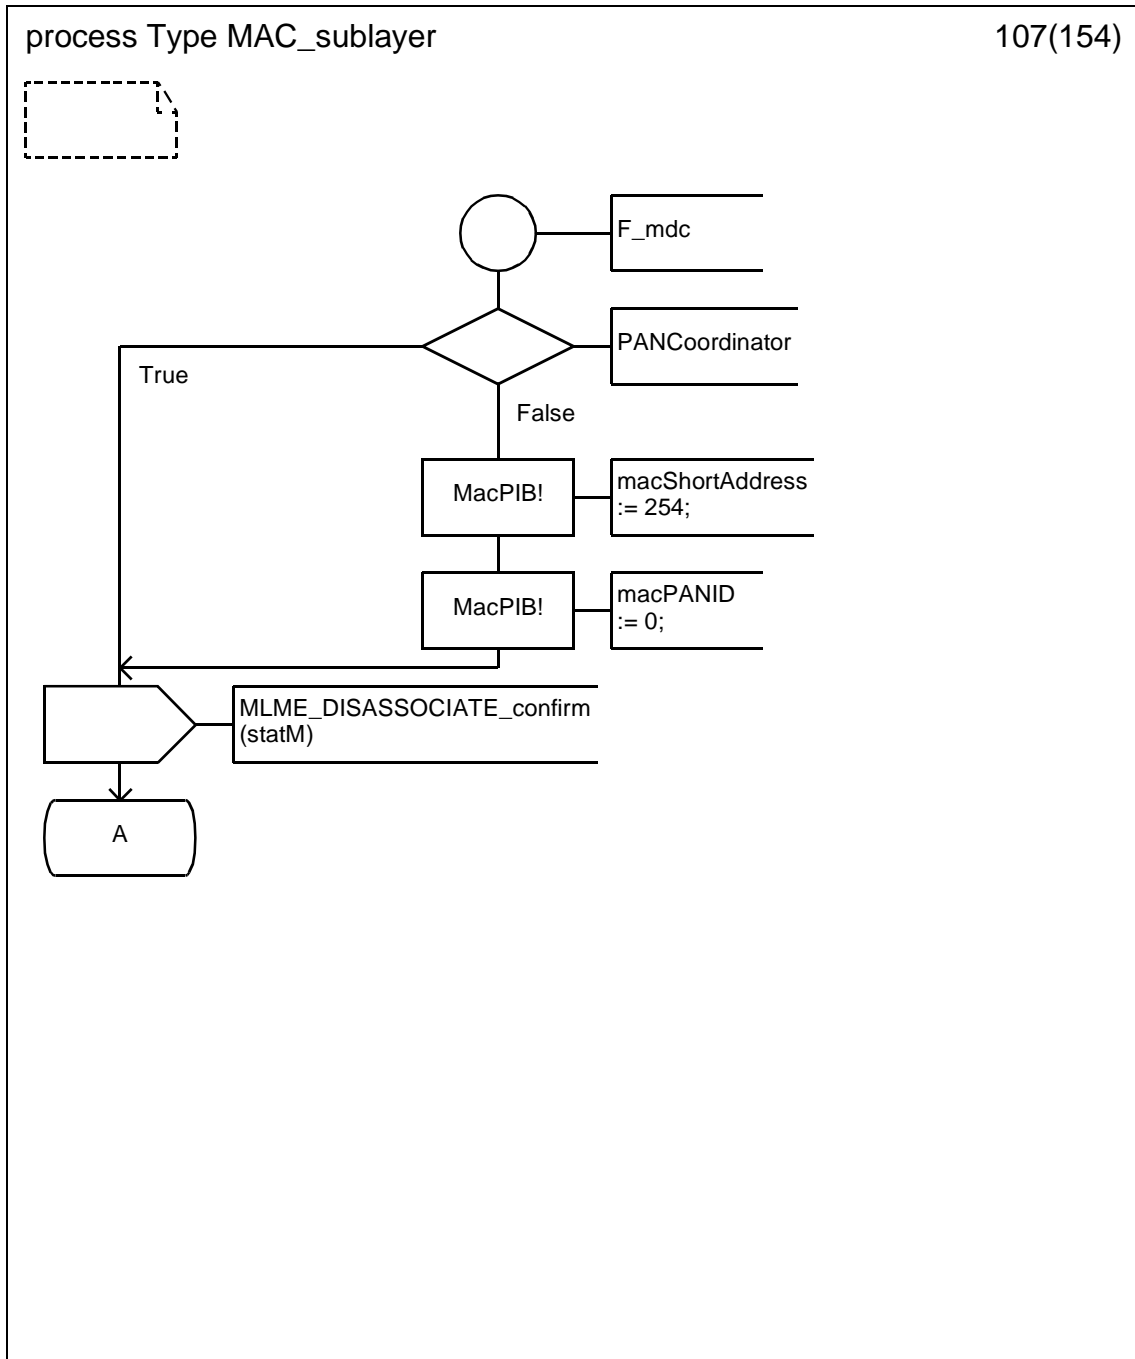 process Type MAC_sublayer
107(154)
F_mdc
PANCoordinator
True
False
MacPIB!
macShortAddress
:= 254;
MacPIB!
macPANID
:= 0;
MLME_DISASSOCIATE_confirm
(statM)
A